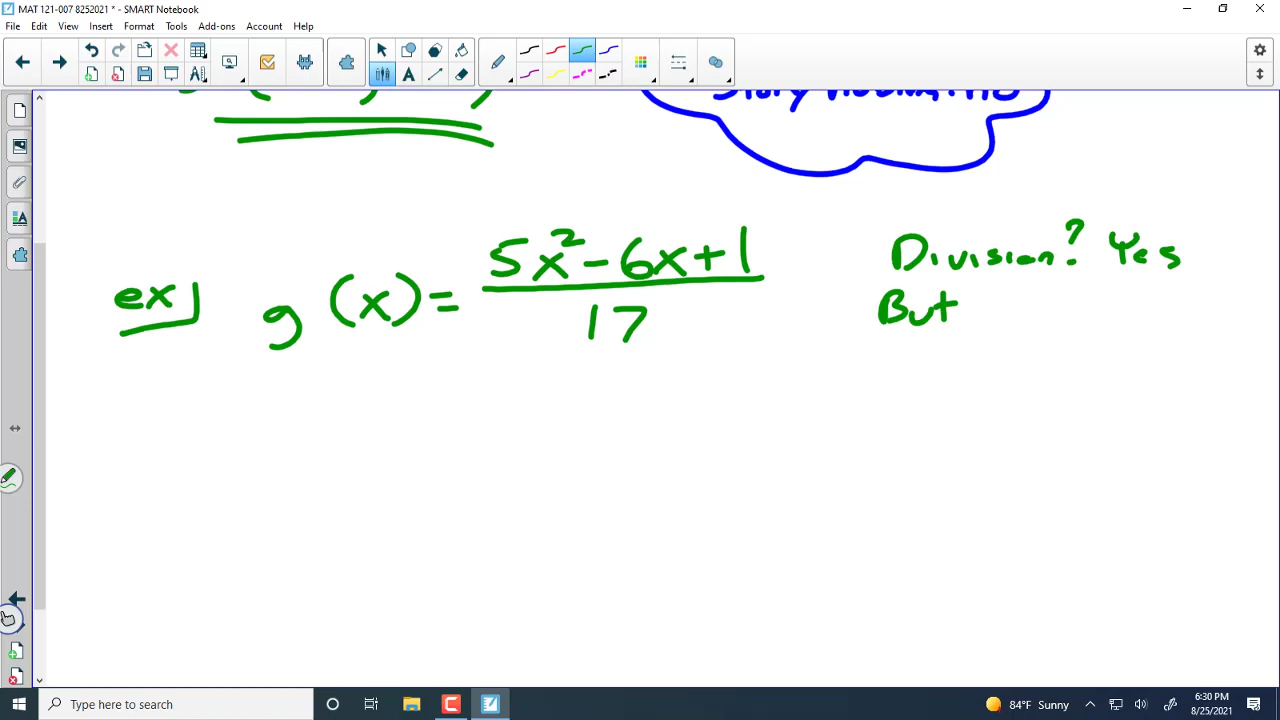 MAT 121-007 8252021 * - SMART Notebook
File Edit View Insert Format Tools Add-ons Account Help
ex] g(x) = (5x² - 6x + 1)/17
Division? Yes
But
Type here to search
84°F Sunny
6:30 PM
8/25/2021